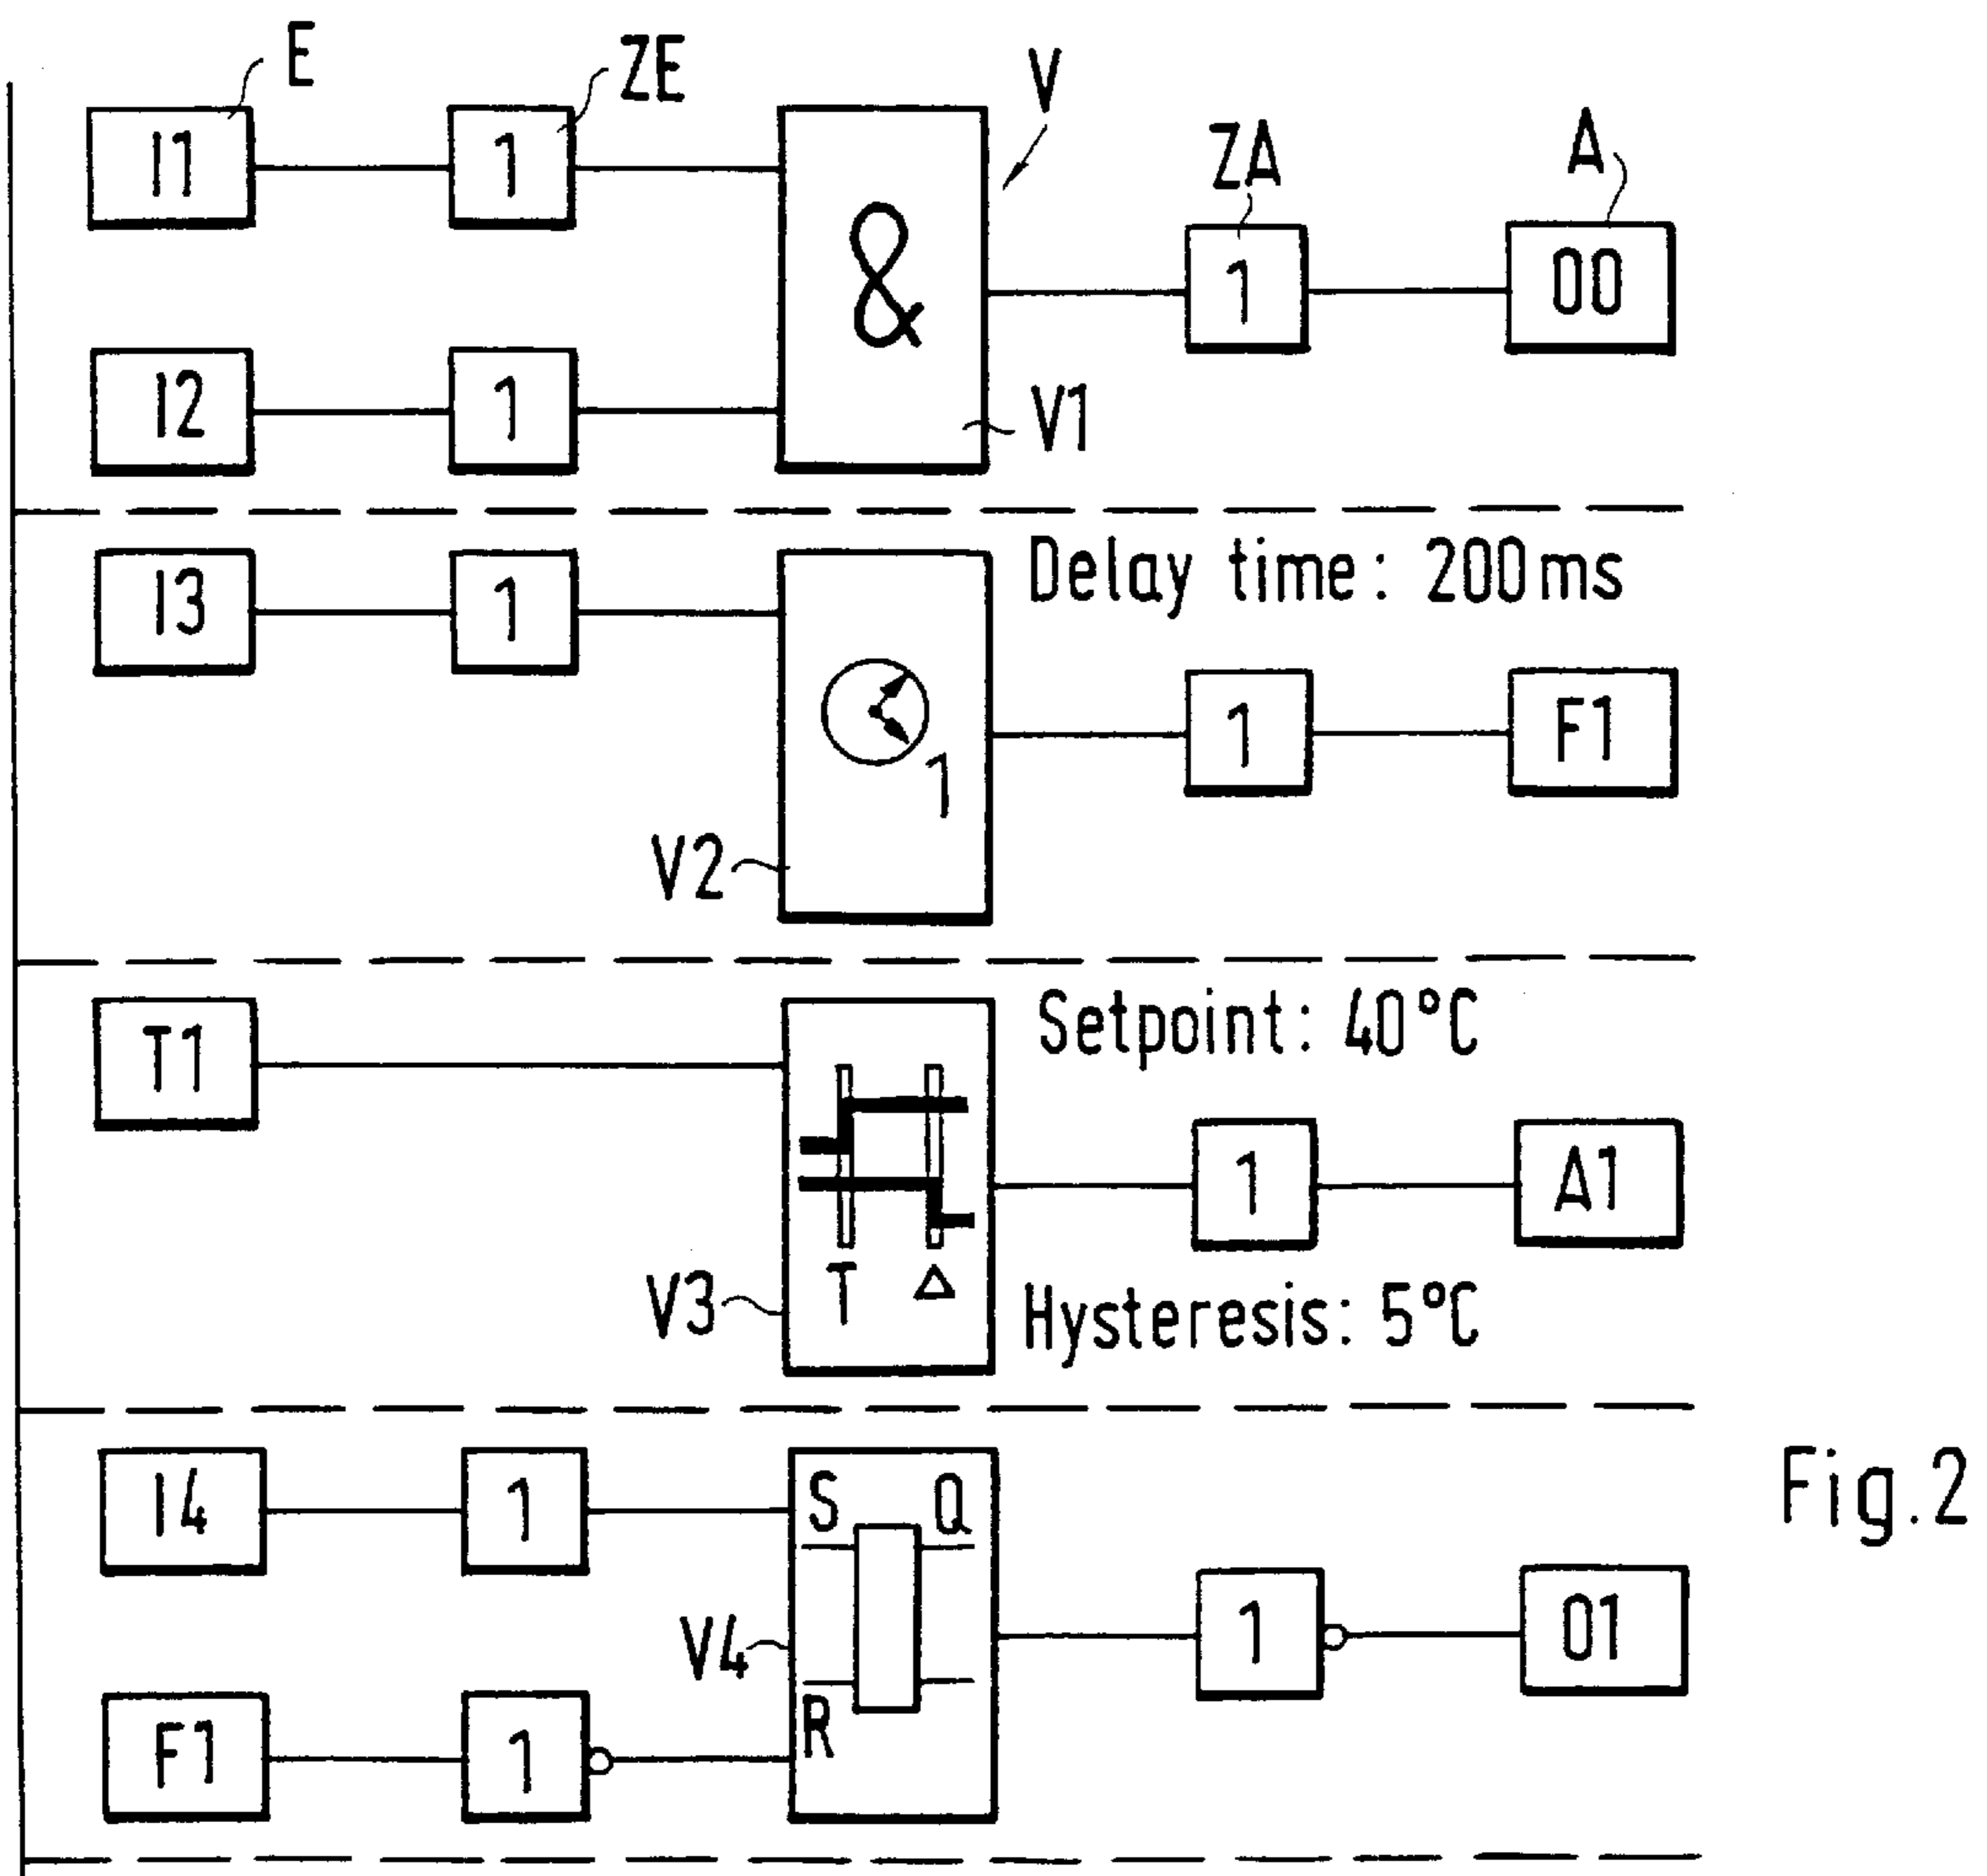 E
ZE
V
I1
1
&
ZA
A
1
00
I2
1
V1
I3
1
Delay time: 200ms
1
1
F1
V2
T1
Setpoint: 40°C
1
A1
T Δ
V3
Hysteresis: 5°C
I4
1
S Q
Fig.2
V4
1
01
F1
1
R